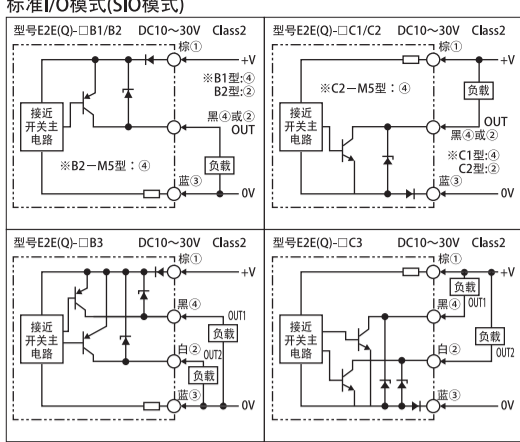 标准I/O模式(SIO模式)
型号E2E(Q)-□B1/B2 DC10～30V Class2
棕①
+V
※B1型:④
B2型:②
接近
开关主
电路
黑④或②
OUT
负载
※B2－M5型：④
蓝③
0V
型号E2E(Q)-□C1/C2 DC10～30V Class2
棕①
+V
※C2－M5型：④
负载
接近
开关主
电路
OUT
黑④或②
※C1型:④
C2型:②
蓝③
0V
型号E2E(Q)-□B3 DC10～30V Class2
棕①
+V
黑④
OUT1
接近
开关主
电路
负载
白②
OUT2
负载
蓝③
0V
型号E2E(Q)-□C3 DC10～30V Class2
棕①
+V
负载
黑④
OUT1
接近
开关主
电路
负载
白②
OUT2
蓝③
0V